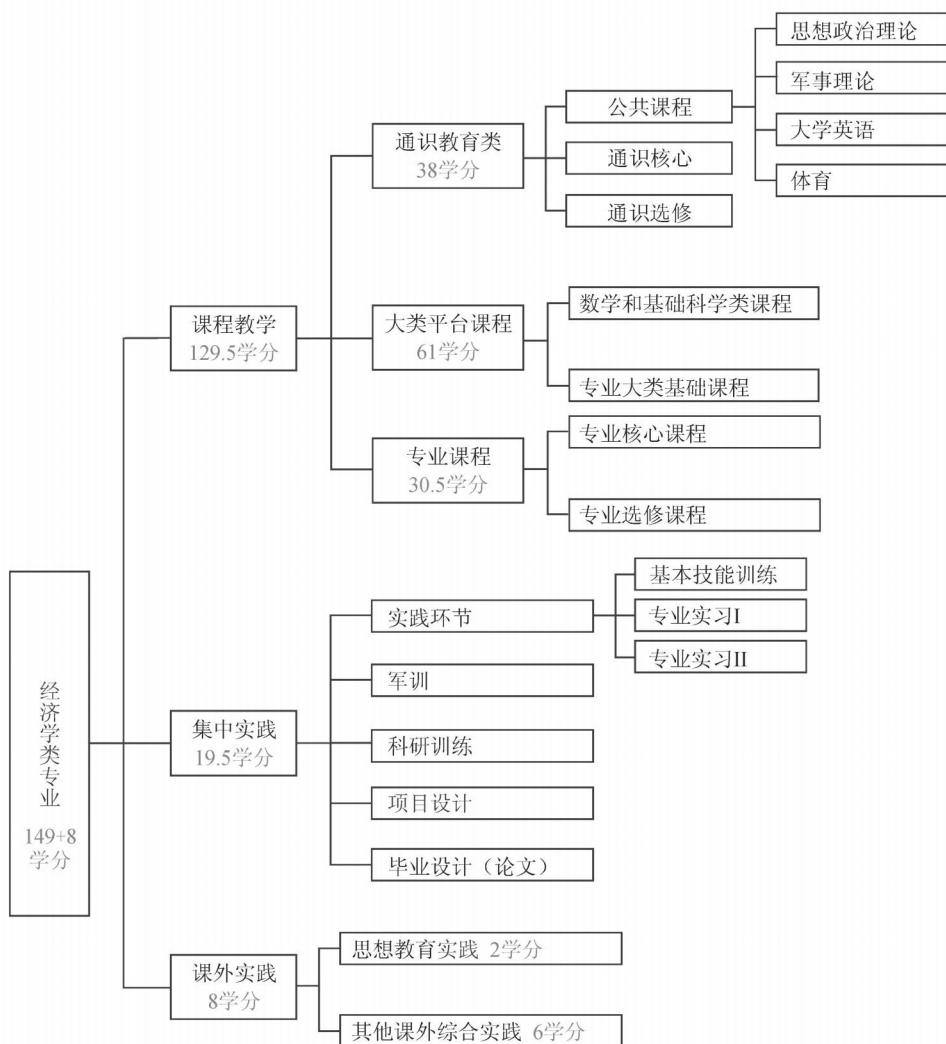 经济学类专业
149+8
学分
课程教学
129.5学分
通识教育类
38学分
公共课程
思想政治理论
军事理论
大学英语
体育
通识核心
通识选修
大类平台课程
61学分
数学和基础科学类课程
专业大类基础课程
专业课程
30.5学分
专业核心课程
专业选修课程
集中实践
19.5学分
实践环节
基本技能训练
专业实习I
专业实习II
军训
科研训练
项目设计
毕业设计（论文）
课外实践
8学分
思想教育实践 2学分
其他课外综合实践 6学分